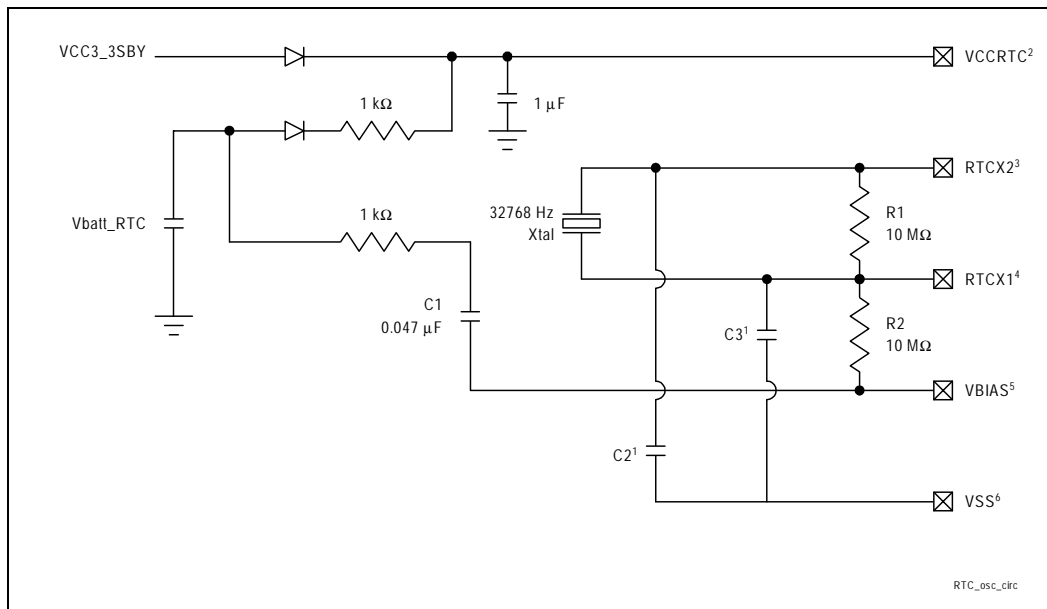 VCC3_3SBY
VCCRTC²
1 kΩ
1 µF
RTCX2³
Vbatt_RTC
1 kΩ
32768 Hz
Xtal
R1
10 MΩ
RTCX1⁴
C1
0.047 µF
C3¹
R2
10 MΩ
VBIAS⁵
C2¹
VSS⁶
RTC_osc_circ